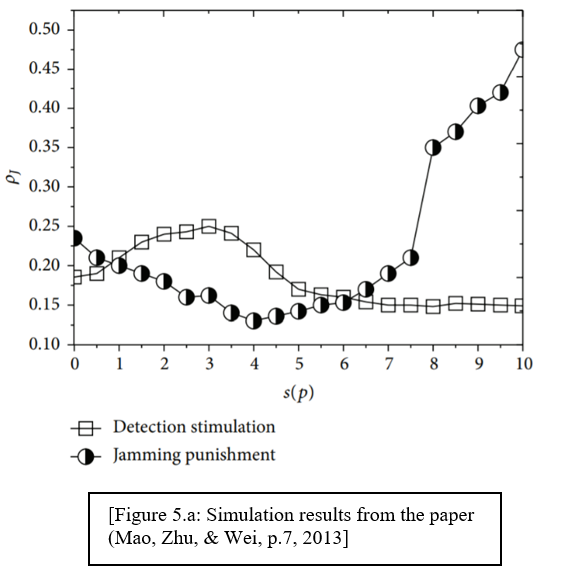 0.50
0.45
0.40
0.35
0.30
0.25
0.20
0.15
0.10
ρJ
0 1 2 3 4 5 6 7 8 9 10
s(p)
Detection stimulation
Jamming punishment
[Figure 5.a: Simulation results from the paper
(Mao, Zhu, & Wei, p.7, 2013]